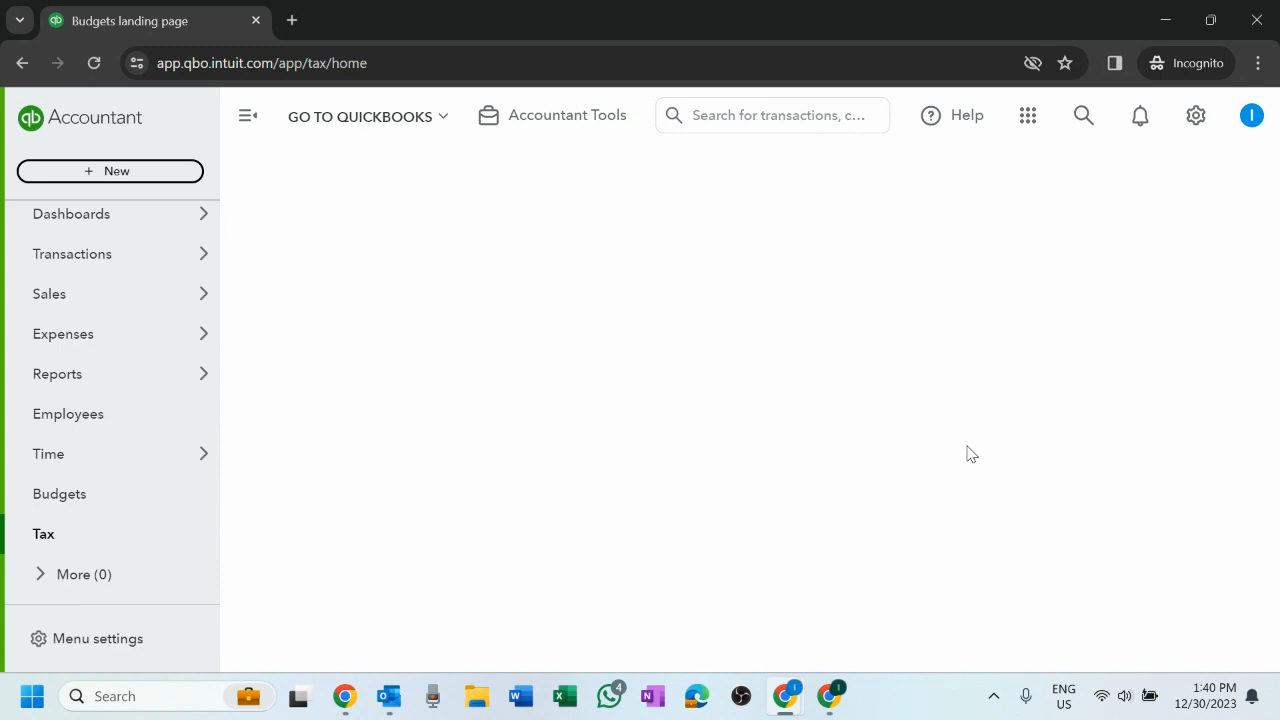 Budgets landing page
app.qbo.intuit.com/app/tax/home
Incognito
qb Accountant
GO TO QUICKBOOKS
Accountant Tools
Search for transactions, c...
Help
I
+ New
Dashboards
Transactions
Sales
Expenses
Reports
Employees
Time
Budgets
Tax
More (0)
Menu settings
Search
4
I
I
ENG
US
1:40 PM
12/30/2023